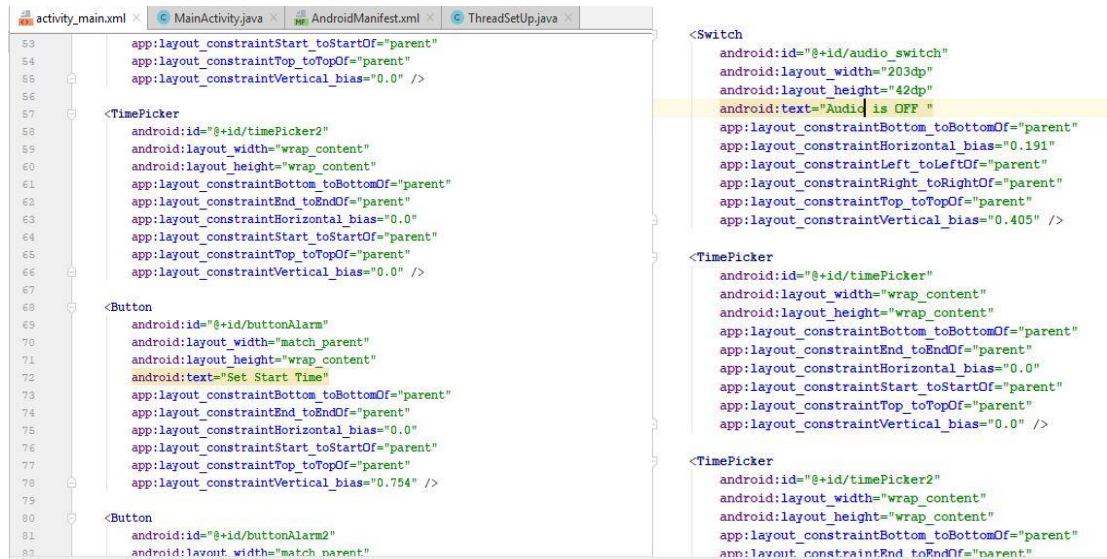 activity_main.xml × MainActivity.java × AndroidManifest.xml × ThreadSetUp.java ×
53 app:layout_constraintStart_toStartOf="parent"
54 app:layout_constraintTop_toTopOf="parent"
55 app:layout_constraintVertical_bias="0.0" />
56
57 <TimePicker
58 android:id="@+id/timePicker2"
59 android:layout_width="wrap_content"
60 android:layout_height="wrap_content"
61 app:layout_constraintBottom_toBottomOf="parent"
62 app:layout_constraintEnd_toEndOf="parent"
63 app:layout_constraintHorizontal_bias="0.0"
64 app:layout_constraintStart_toStartOf="parent"
65 app:layout_constraintTop_toTopOf="parent"
66 app:layout_constraintVertical_bias="0.0" />
67
68 <Button
69 android:id="@+id/buttonAlarm"
70 android:layout_width="match_parent"
71 android:layout_height="wrap_content"
72 android:text="Set Start Time"
73 app:layout_constraintBottom_toBottomOf="parent"
74 app:layout_constraintEnd_toEndOf="parent"
75 app:layout_constraintHorizontal_bias="0.0"
76 app:layout_constraintStart_toStartOf="parent"
77 app:layout_constraintTop_toTopOf="parent"
78 app:layout_constraintVertical_bias="0.754" />
79
80 <Button
81 android:id="@+id/buttonAlarm2"
82 android:layout_width="match_parent"
<Switch
android:id="@+id/audio_switch"
android:layout_width="203dp"
android:layout_height="42dp"
android:text="Audio is OFF "
app:layout_constraintBottom_toBottomOf="parent"
app:layout_constraintHorizontal_bias="0.191"
app:layout_constraintLeft_toLeftOf="parent"
app:layout_constraintRight_toRightOf="parent"
app:layout_constraintTop_toTopOf="parent"
app:layout_constraintVertical_bias="0.405" />
<TimePicker
android:id="@+id/timePicker"
android:layout_width="wrap_content"
android:layout_height="wrap_content"
app:layout_constraintBottom_toBottomOf="parent"
app:layout_constraintEnd_toEndOf="parent"
app:layout_constraintHorizontal_bias="0.0"
app:layout_constraintStart_toStartOf="parent"
app:layout_constraintTop_toTopOf="parent"
app:layout_constraintVertical_bias="0.0" />
<TimePicker
android:id="@+id/timePicker2"
android:layout_width="wrap_content"
android:layout_height="wrap_content"
app:layout_constraintBottom_toBottomOf="parent"
app:layout_constraintEnd_toEndOf="parent"